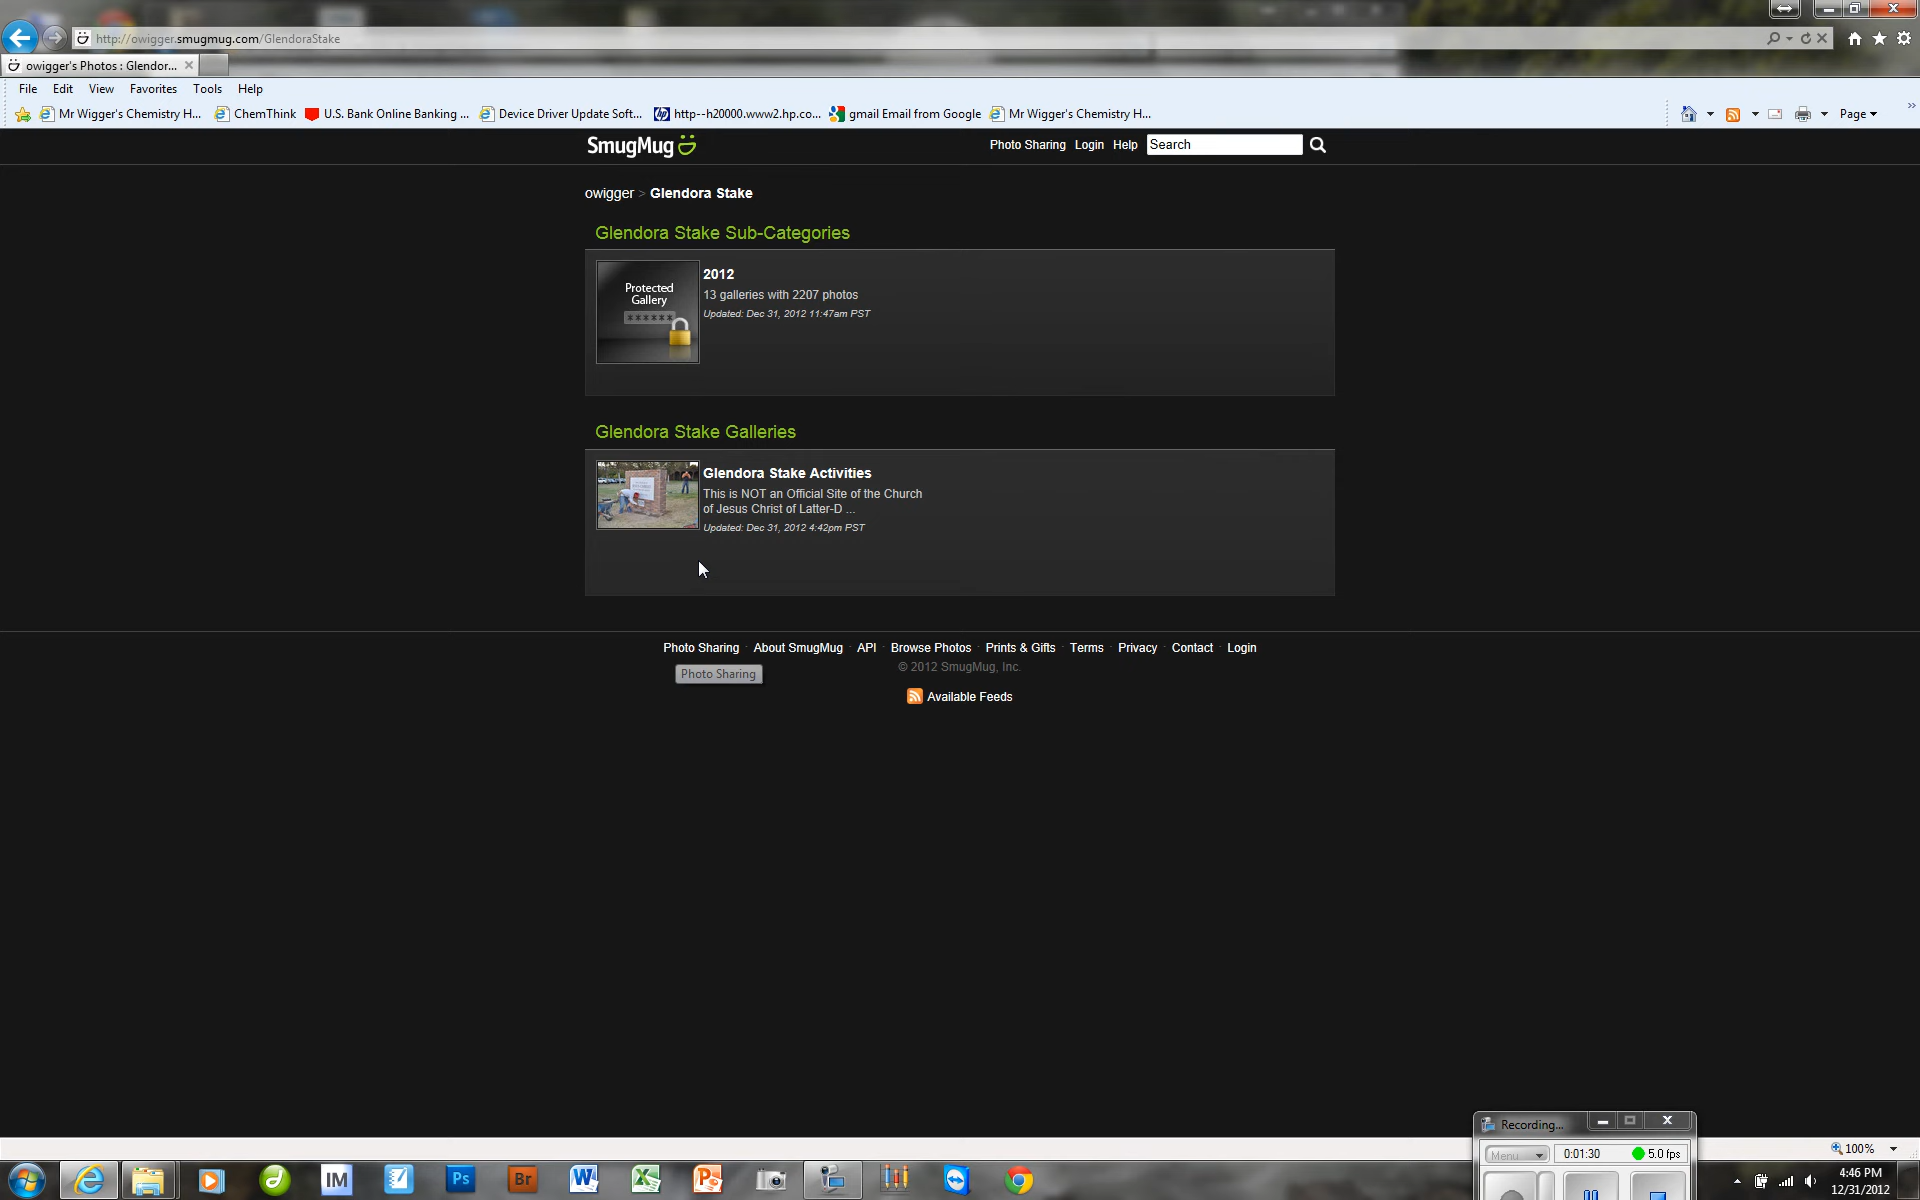 http://owigger.smugmug.com/GlendoraStake
owigger's Photos : Glendor...
File Edit View Favorites Tools Help
Mr Wigger's Chemistry H... ChemThink U.S. Bank Online Banking ... Device Driver Update Soft... http--h20000.www2.hp.co... gmail Email from Google Mr Wigger's Chemistry H... Page
SmugMug Photo Sharing Login Help Search
owigger > Glendora Stake
Glendora Stake Sub-Categories
Protected
Gallery
******
2012
13 galleries with 2207 photos
Updated: Dec 31, 2012 11:47am PST
Glendora Stake Galleries
Glendora Stake Activities
This is NOT an Official Site of the Church
of Jesus Christ of Latter-D ...
Updated: Dec 31, 2012 4:42pm PST
Photo Sharing · About SmugMug · API · Browse Photos · Prints & Gifts · Terms · Privacy · Contact · Login
Photo Sharing
© 2012 SmugMug, Inc.
Available Feeds
Recording...
Menu 0:01:30 5.0 fps
100%
IM Ps Br
4:46 PM
12/31/2012